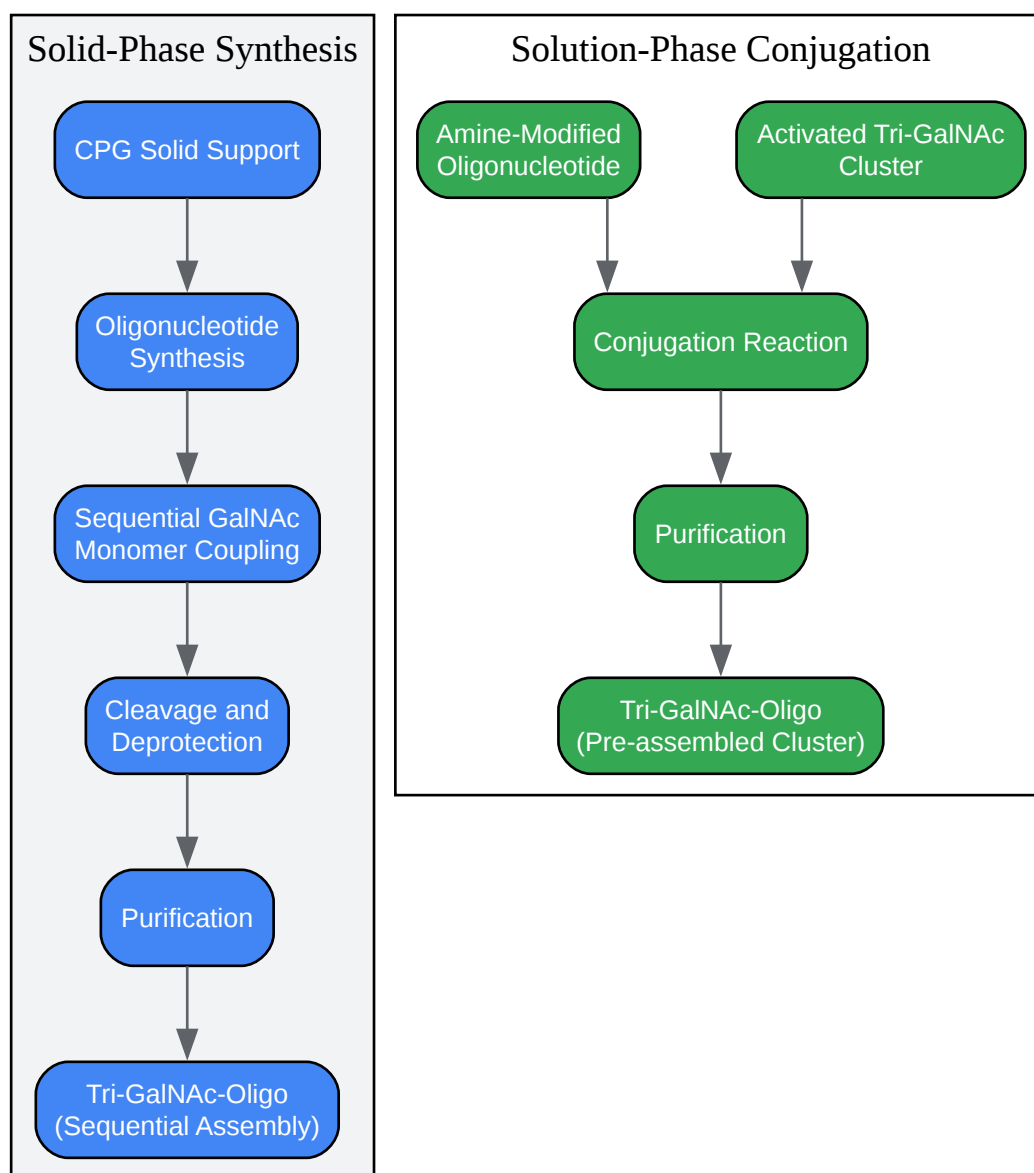 Solid-Phase Synthesis
CPG Solid Support
Oligonucleotide
Synthesis
Sequential GalNAc
Monomer Coupling
Cleavage and
Deprotection
Purification
Tri-GalNAc-Oligo
(Sequential Assembly)
Solution-Phase Conjugation
Amine-Modified
Oligonucleotide
Activated Tri-GalNAc
Cluster
Conjugation Reaction
Purification
Tri-GalNAc-Oligo
(Pre-assembled Cluster)